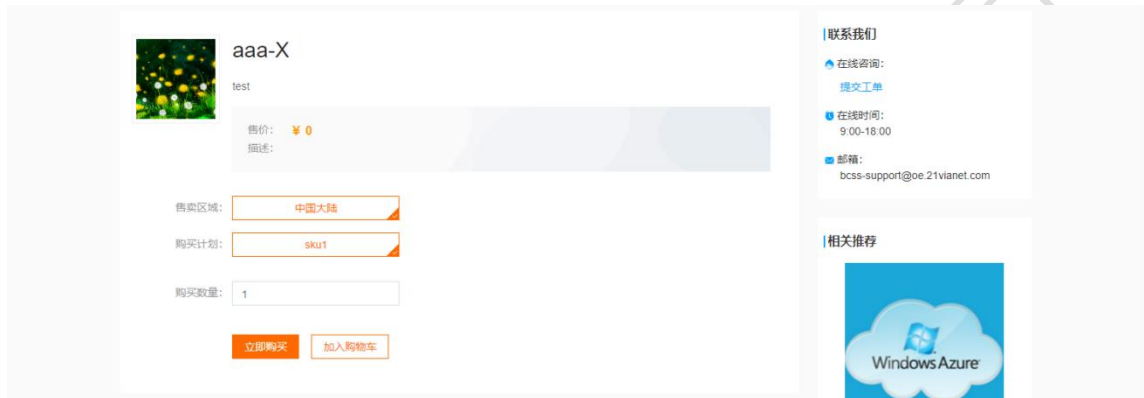 aaa-X
test
售价： ¥ 0
描述：
售卖区域： 中国大陆
购买计划： sku1
购买数量： 1
立即购买 加入购物车
联系我们
在线咨询：
提交工单
在线时间：
9:00-18:00
邮箱：
bcss-support@oe.21vianet.com
相关推荐
Windows Azure